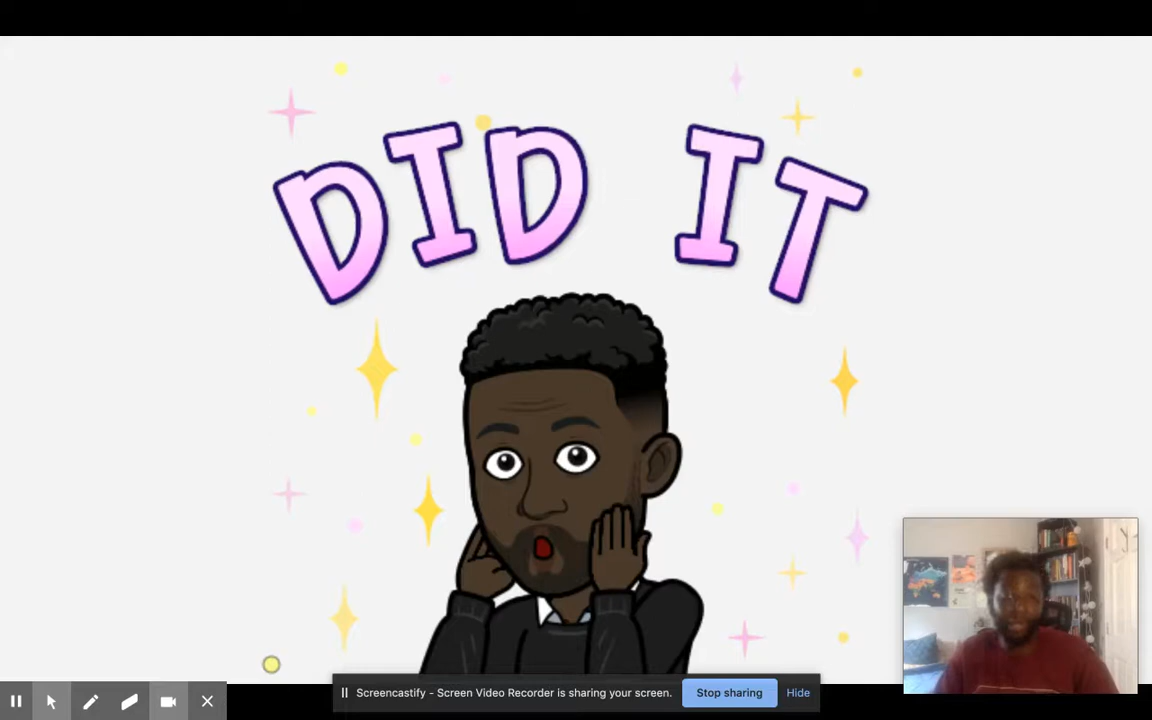 DID IT
Screencastify - Screen Video Recorder is sharing your screen.
Stop sharing
Hide